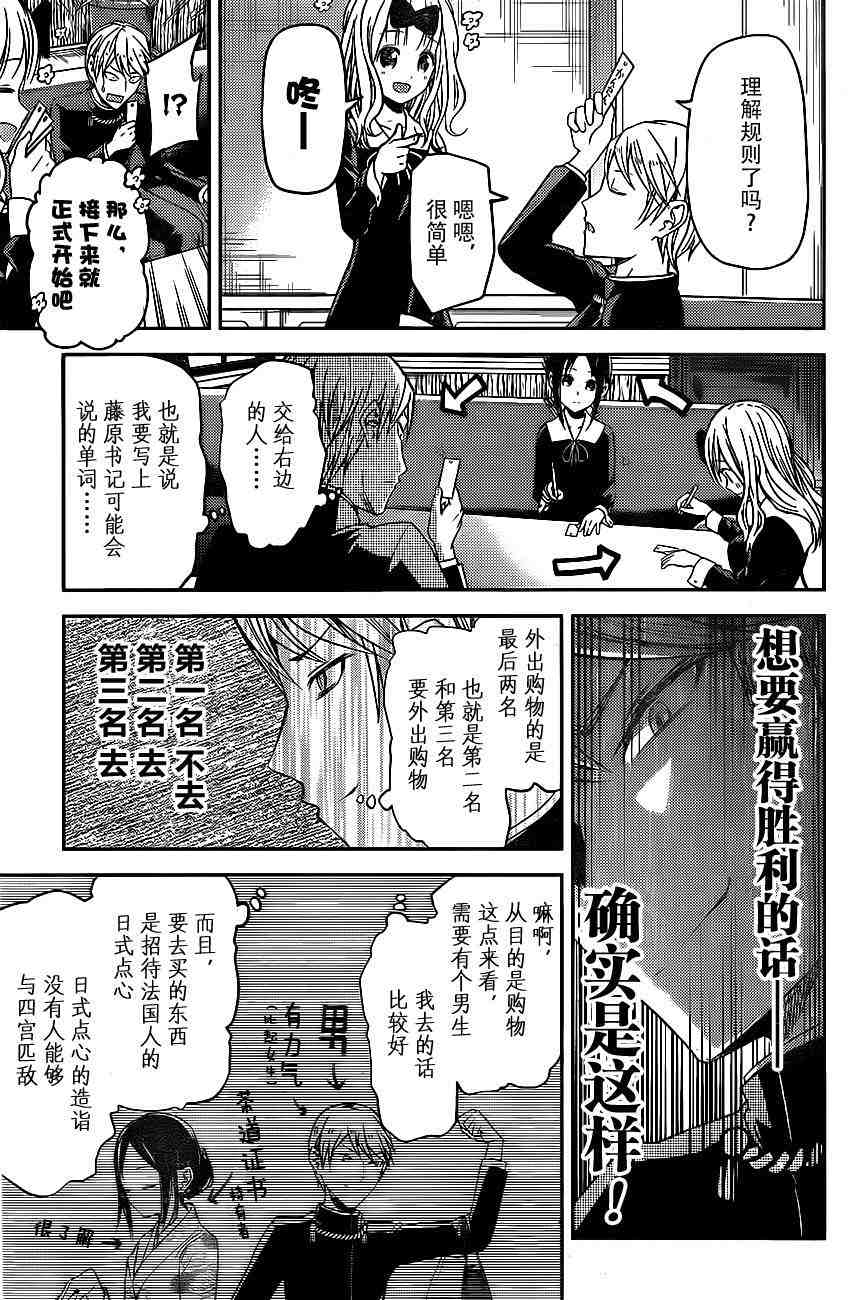 理解规则了吗?
咚—
嗯嗯,
很简单
!?
那么,
接下来就
正式开始吧
交给右边
的人……
也就是说
我要写上
藤原书记可能会
说的单词……
想要赢得胜利的话——
确实是这样!
外出购物的是
最后两名
也就是第二名
和第三名
要外出购物
第一名 不去
第二名 去
第三名 去
嘛啊,
从目的是购物
这点来看,
需要有个男生
我去的话
比较好
而且,
要去买的东西
是招待法国人的
日式点心
日式点心的造诣
没有人能够
与四宫匹敌
男
有力气
(比起女生)
茶道证书
持有者
很了解